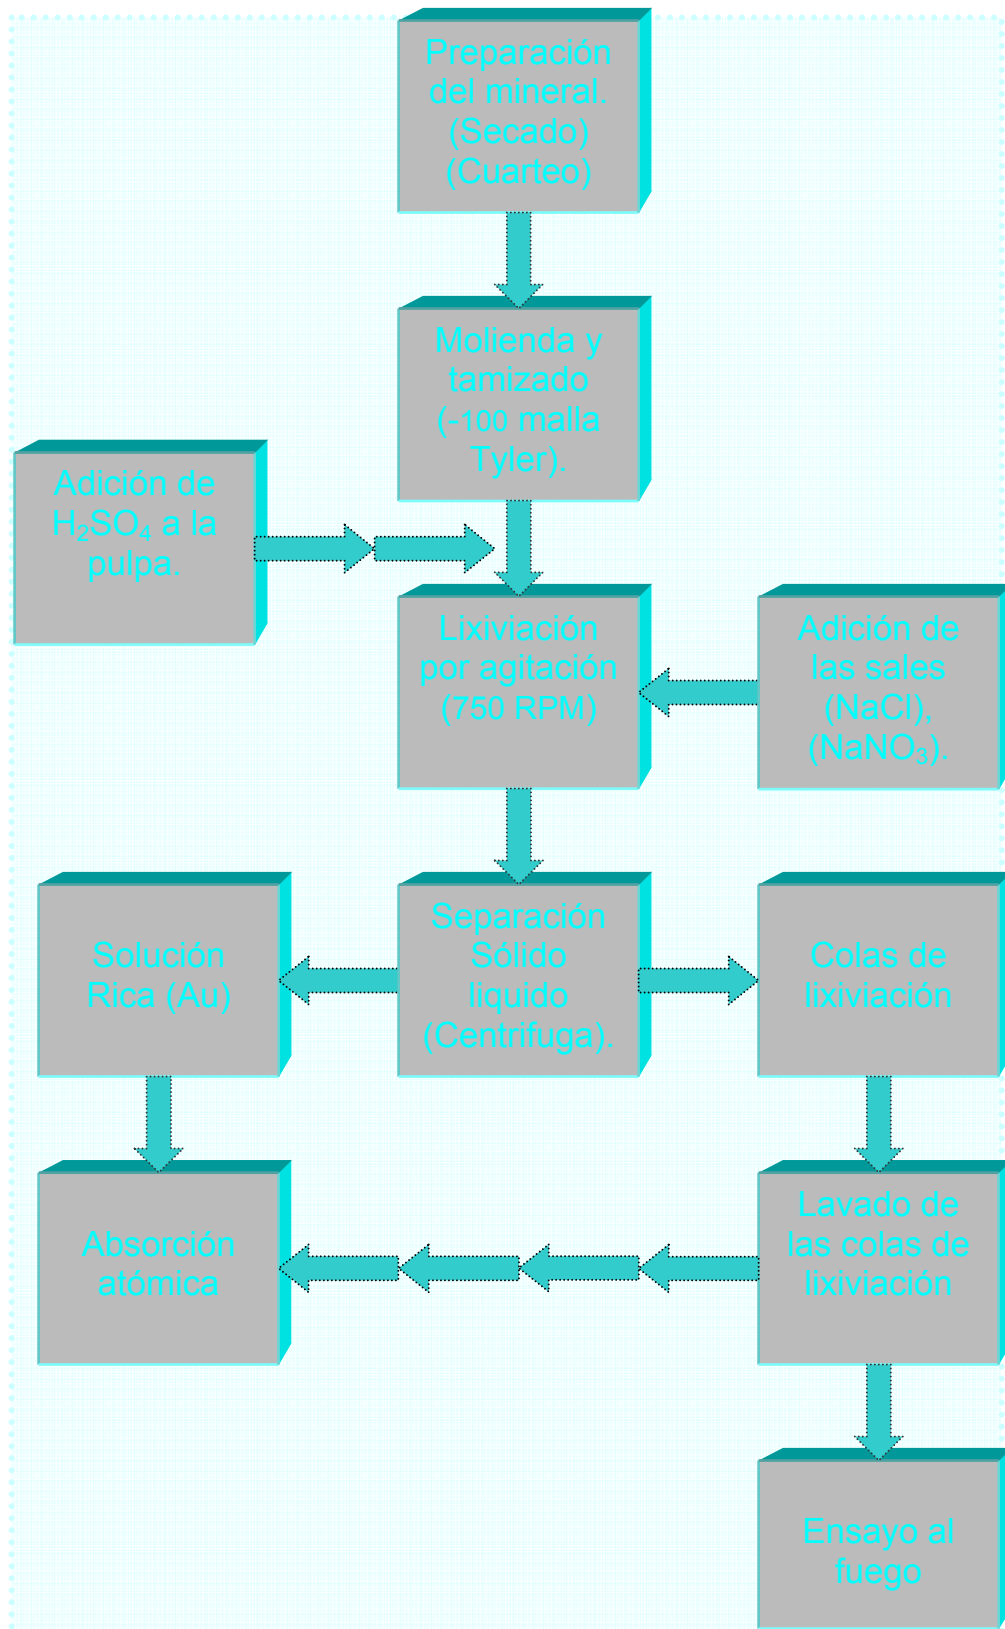 Preparación
del mineral.
(Secado)
(Cuarteo)
Molienda y
tamizado
(-100 malla
Tyler).
Adición de
H₂SO₄ a la
pulpa.
Lixiviación
por agitación
(750 RPM)
Adición de
las sales
(NaCl),
(NaNO₃).
Solución
Rica (Au)
Separación
Sólido
liquido
(Centrifuga).
Colas de
lixiviación
Absorción
atómica
Lavado de
las colas de
lixiviación
Ensayo al
fuego